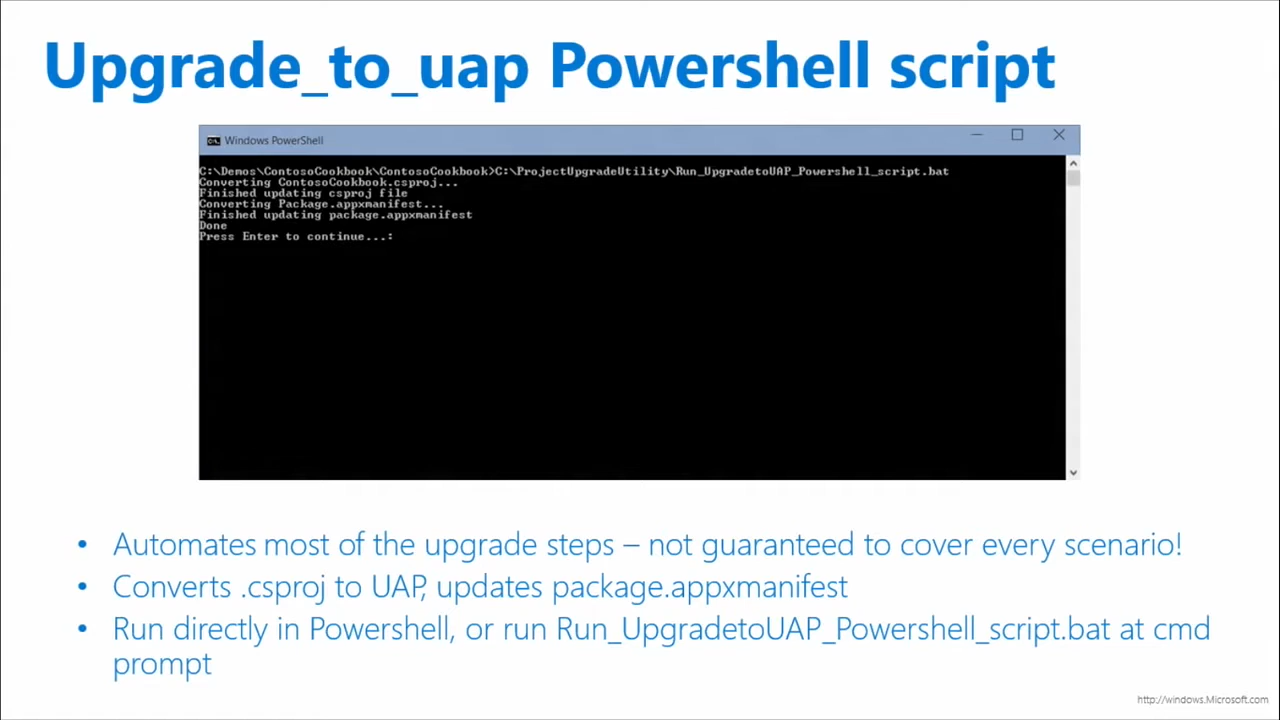 Upgrade_to_uap Powershell script
Windows PowerShell
C:\Demos\ContosoCookbook\ContosoCookbook>C:\ProjectUpgradeUtility\Run_UpgradetoUAP_Powershell_script.bat
Converting ContosoCookbook.csproj...
Finished updating csproj file
Converting Package.appxmanifest...
Finished updating package.appxmanifest
Done
Press Enter to continue...:
• Automates most of the upgrade steps – not guaranteed to cover every scenario!
• Converts .csproj to UAP, updates package.appxmanifest
• Run directly in Powershell, or run Run_UpgradetoUAP_Powershell_script.bat at cmd
prompt
http://windows.Microsoft.com